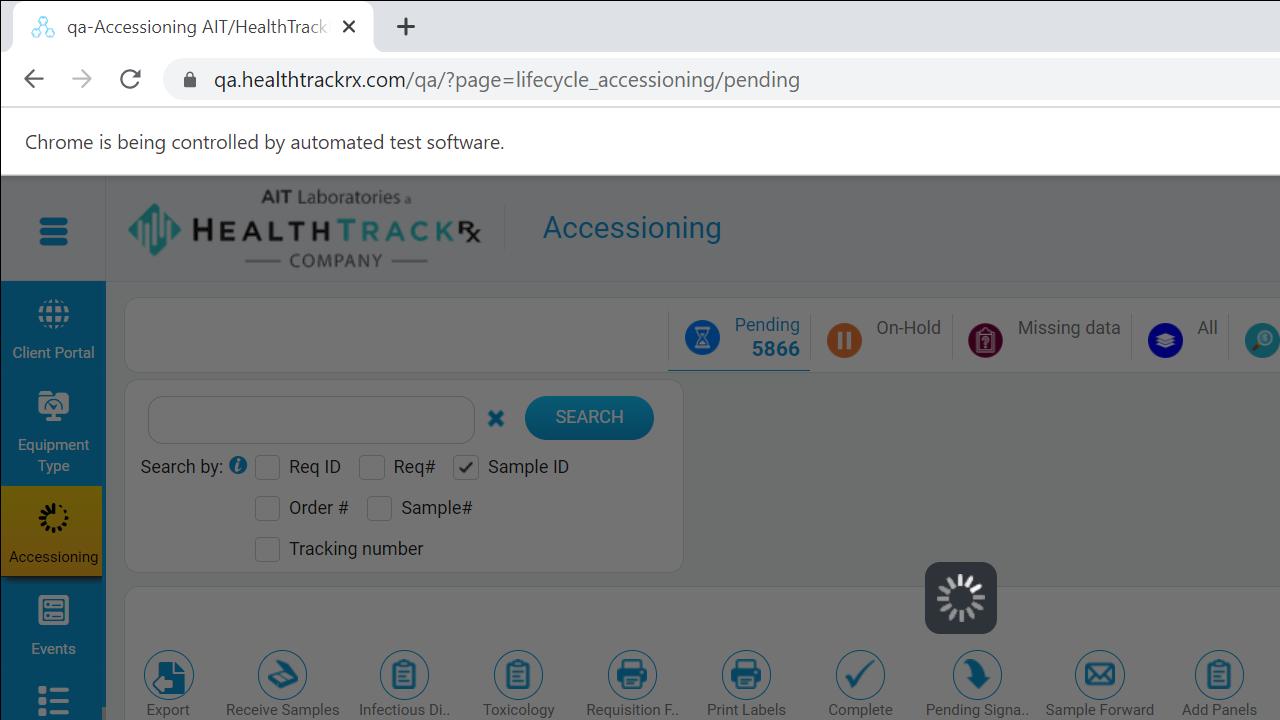 qa-Accessioning AIT/HealthTrack
qa.healthtrackrx.com/qa/?page=lifecycle_accessioning/pending
Chrome is being controlled by automated test software.
AIT Laboratories a
HEALTHTRACKRx
COMPANY
Accessioning
Client Portal
Equipment
Type
Accessioning
Events
Pending
5866
On-Hold
Missing data
All
SEARCH
Search by:
Req ID
Req#
Sample ID
Order #
Sample#
Tracking number
Export
Receive Samples
Infectious Di..
Toxicology
Requisition F..
Print Labels
Complete
Pending Signa..
Sample Forward
Add Panels